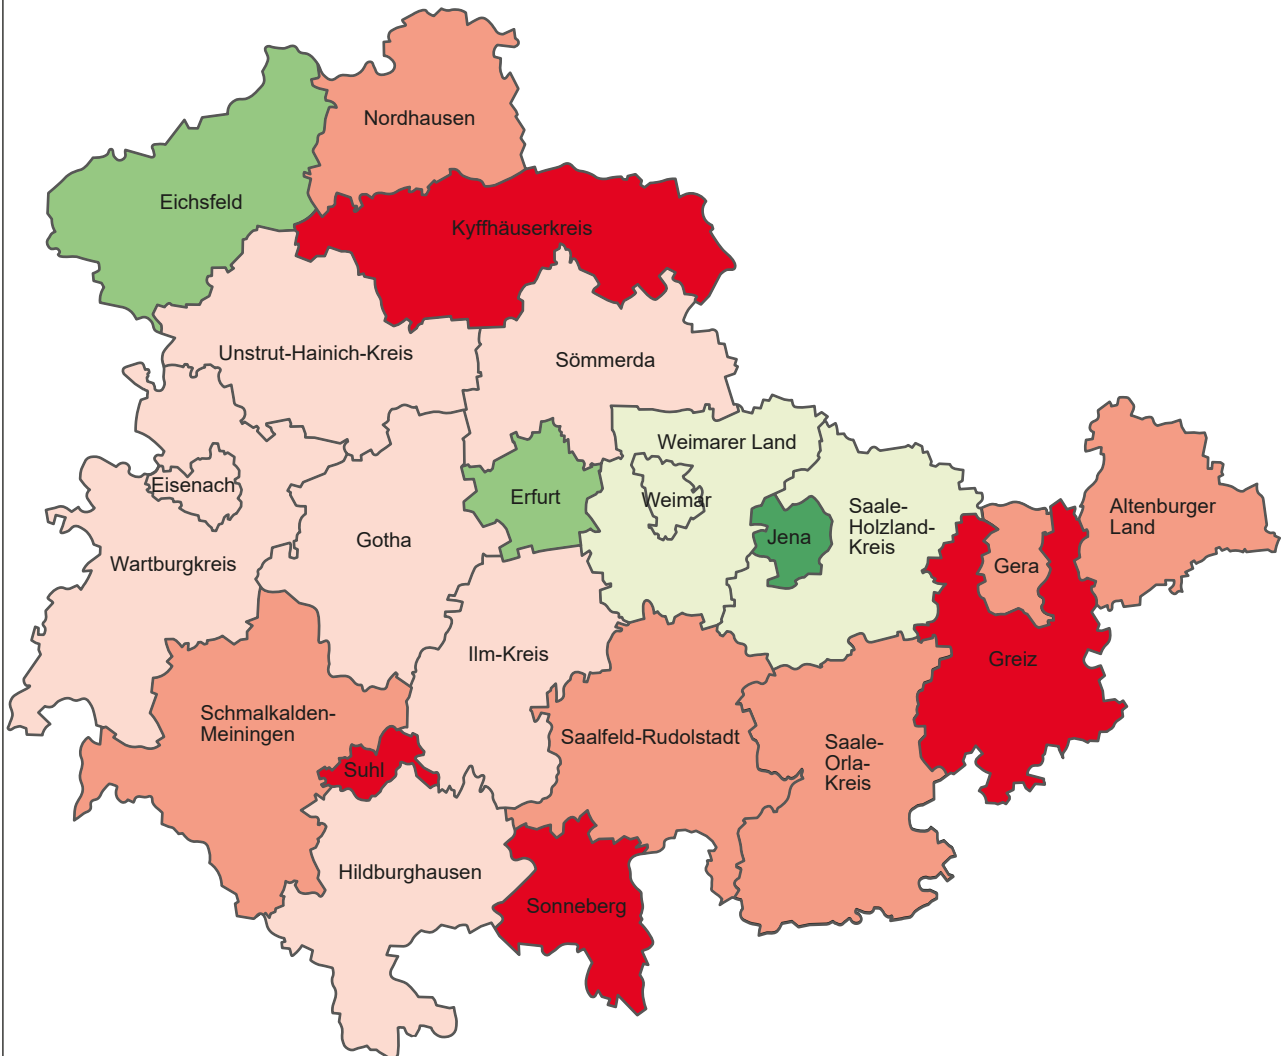 Nordhausen
Eichsfeld
Kyffhäuserkreis
Unstrut-Hainich-Kreis
Sömmerda
Weimarer Land
Eisenach
Erfurt
Weimar
Saale-
Holzland-
Kreis
Altenburger
Land
Gotha
Jena
Wartburgkreis
Gera
Ilm-Kreis
Greiz
Schmalkalden-
Meiningen
Saalfeld-Rudolstadt
Saale-
Orla-
Kreis
Suhl
Hildburghausen
Sonneberg